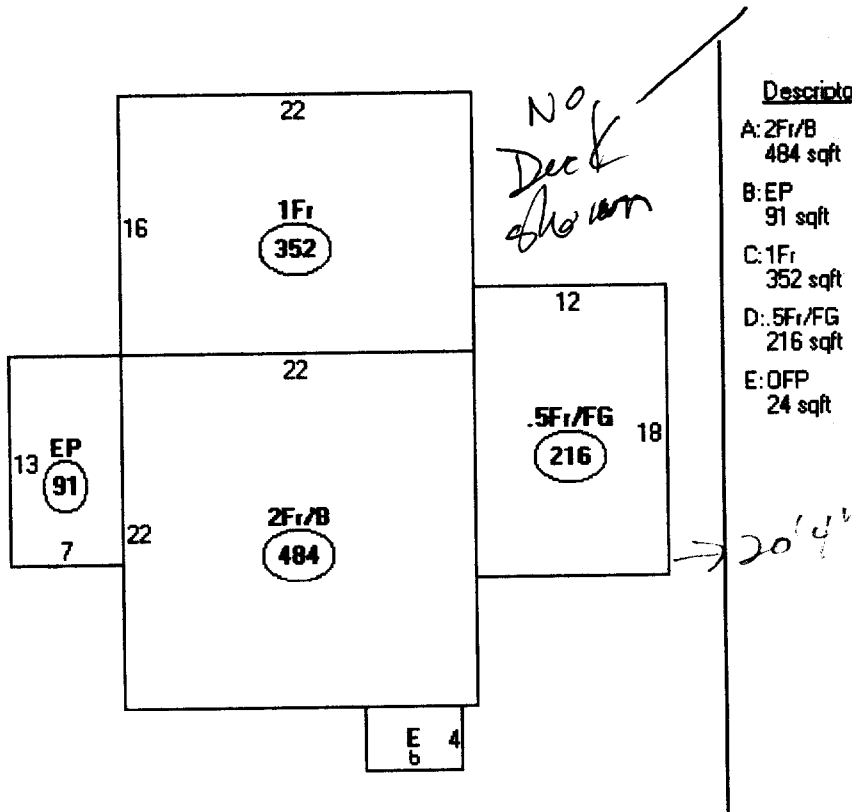 22
1Fr
16
352
No
Deck
shown
12
22
.5Fr/FG
216
18
EP
13
91
7
22
2Fr/B
484
20'4"
E
4
6
Descripto
A:2Fr/B
484 sqft
B:EP
91 sqft
C:1Fr
352 sqft
D:.5Fr/FG
216 sqft
E:OFP
24 sqft